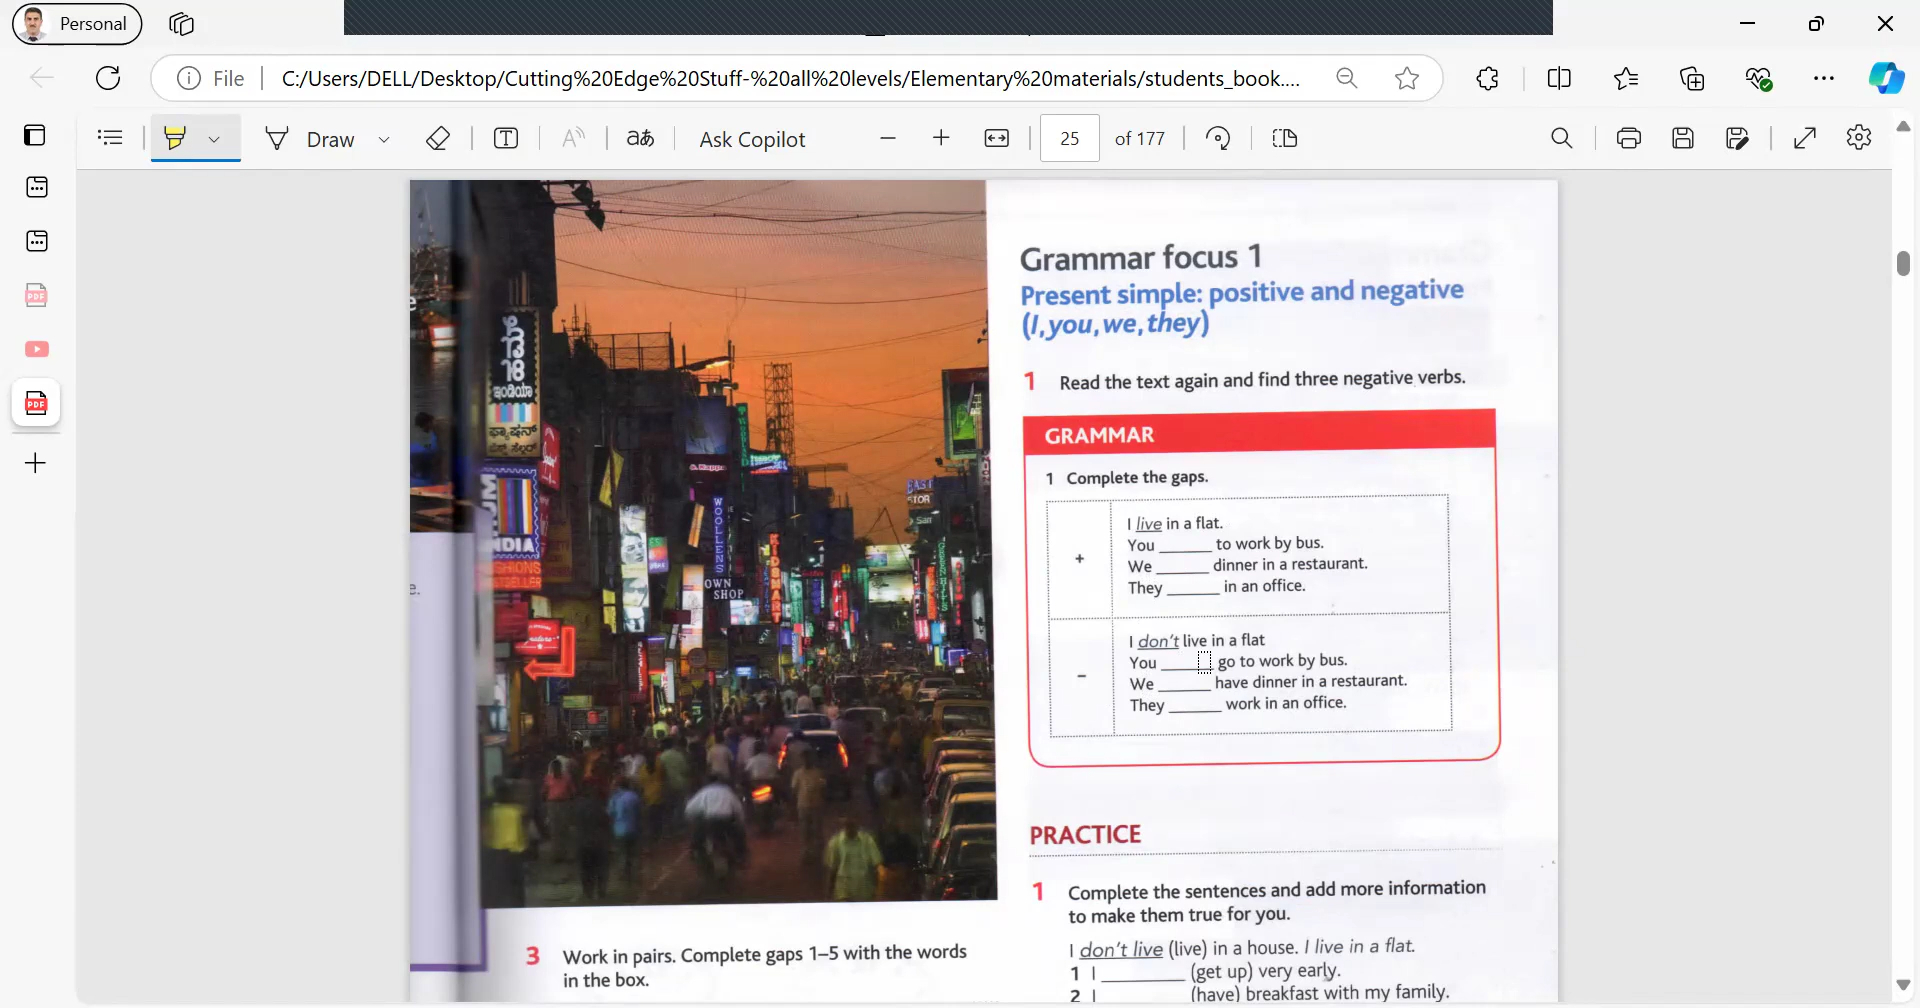 Personal
File
C:/Users/DELL/Desktop/Cutting%20Edge%20Stuff-%20all%20levels/Elementary%20materials/students_book....
Draw
Ask Copilot
25
of 177
INDIA
OWN
SHOP
WOOLLENS
KIDSMART
EAST
e.
3 Work in pairs. Complete gaps 1–5 with the words
in the box.
Grammar focus 1
Present simple: positive and negative
(I, you, we, they)
1 Read the text again and find three negative verbs.
GRAMMAR
1 Complete the gaps.
+
I live in a flat.
You ______ to work by bus.
We ______ dinner in a restaurant.
They ______ in an office.
-
I don't live in a flat
You ______ go to work by bus.
We ______ have dinner in a restaurant.
They ______ work in an office.
PRACTICE
1 Complete the sentences and add more information
to make them true for you.
I don't live (live) in a house. I live in a flat.
1 I ________ (get up) very early.
2 I ________ (have) breakfast with my family.